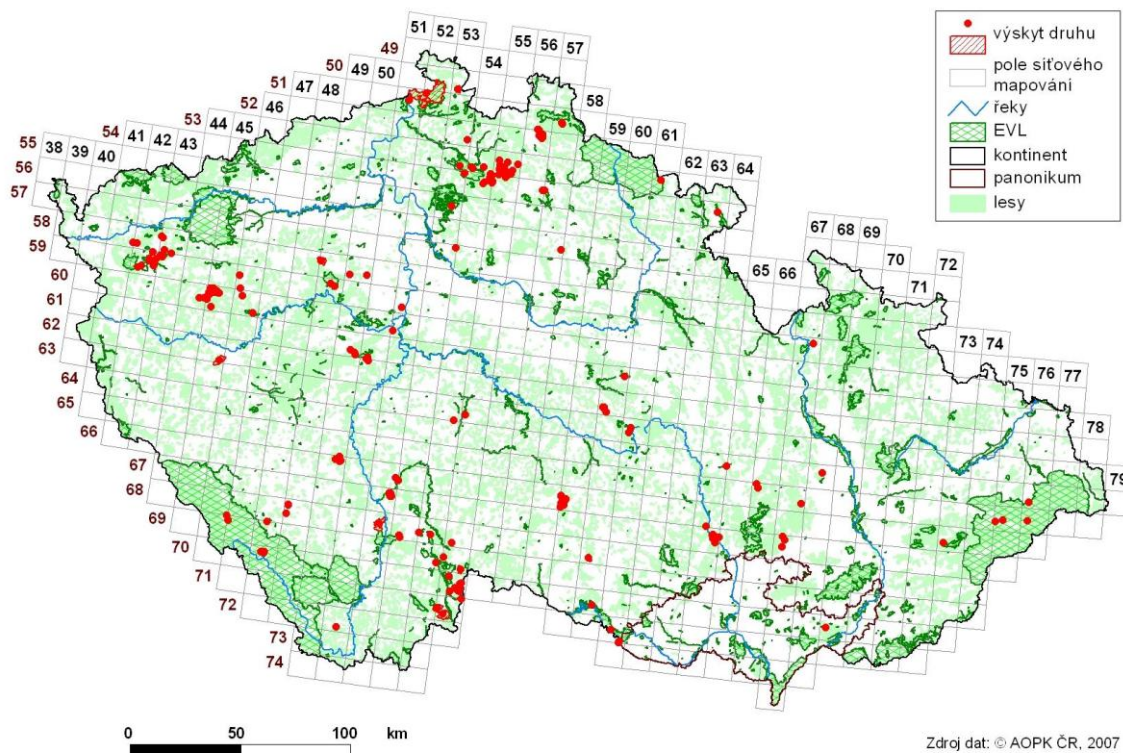 51 52 53
54
55 56 57
58
59 60 61
62 63 64
65 66
67 68 69
70
71
72
73 74
75 76 77
78
79
49
50
49 50
51
47 48
52
46
53
44 45
54
41 42 43
55
38 39 40
56
57
58
59
60
61
62
63
64
65
66
67
68
69
70
71
72
73
74
výskyt druhu
pole síťového
mapování
řeky
EVL
kontinent
panonikum
lesy
0 50 100 km
Zdroj dat: © AOPK ČR, 2007